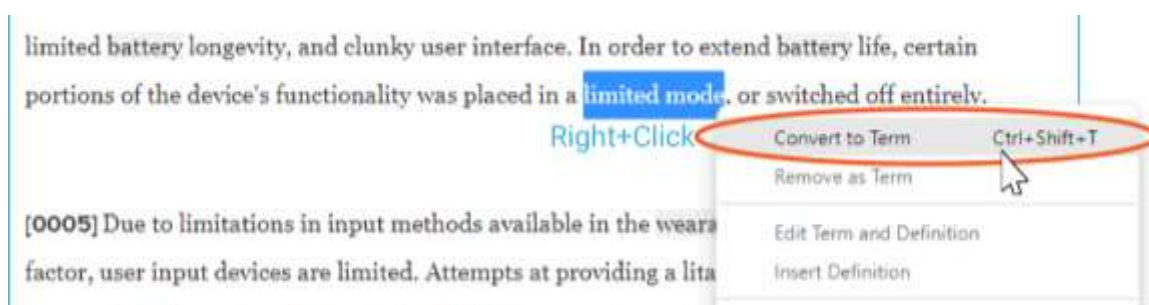 limited battery longevity, and clunky user interface. In order to extend battery life, certain
portions of the device's functionality was placed in a limited mode, or switched off entirely.
Right+Click
Convert to Term Ctrl+Shift+T
Remove as Term
[0005] Due to limitations in input methods available in the
Edit Term and Definition
factor, user input devices are limited. Attempts at providing a
Insert Definition